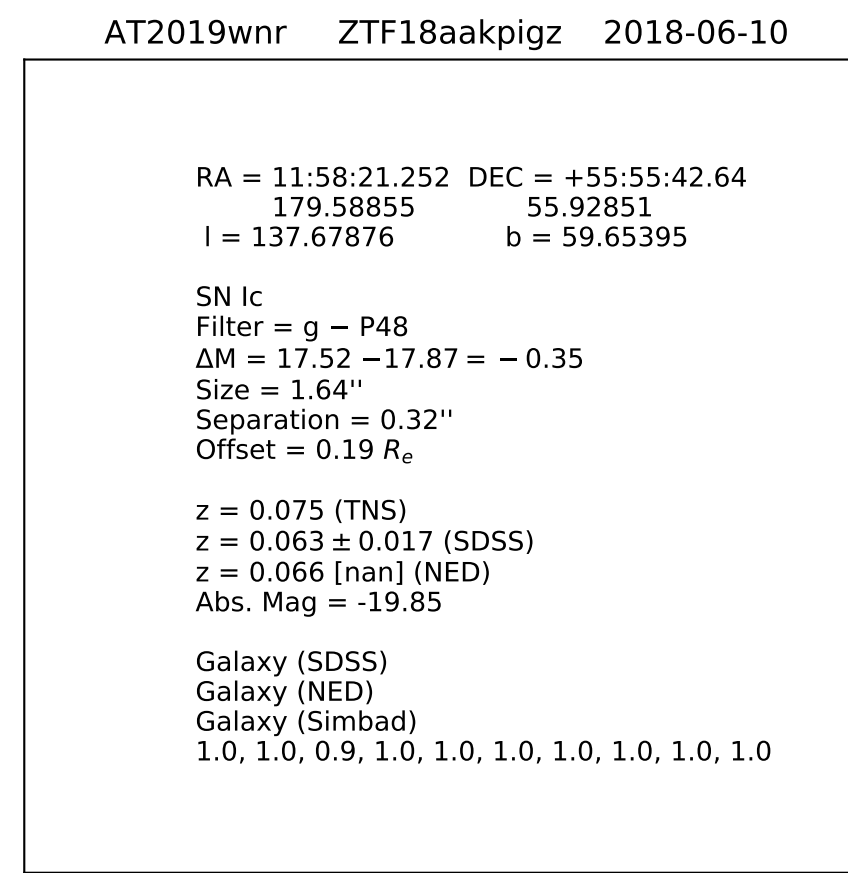 AT2019wnr ZTF18aakpigz 2018-06-10
RA = 11:58:21.252 DEC = +55:55:42.64
179.58855 55.92851
l = 137.67876 b = 59.65395
SN Ic
Filter = g − P48
ΔM = 17.52 −17.87 = − 0.35
Size = 1.64''
Separation = 0.32''
Offset = 0.19 Rₑ
z = 0.075 (TNS)
z = 0.063 ± 0.017 (SDSS)
z = 0.066 [nan] (NED)
Abs. Mag = -19.85
Galaxy (SDSS)
Galaxy (NED)
Galaxy (Simbad)
1.0, 1.0, 0.9, 1.0, 1.0, 1.0, 1.0, 1.0, 1.0, 1.0